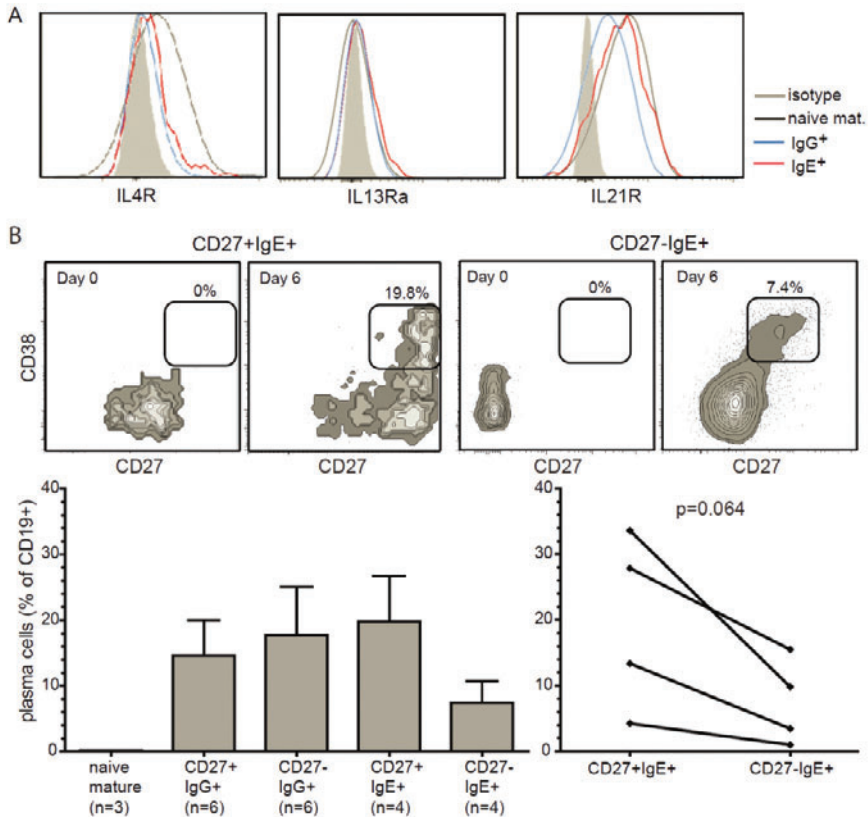 A
IL4R
IL13Ra
IL21R
isotype
naive mat.
IgG+
IgE+
B
CD27+IgE+
CD27-IgE+
Day 0
0%
Day 6
19.8%
Day 0
0%
Day 6
7.4%
CD38
CD27
CD27
CD27
CD27
plasma cells (% of CD19+)
40
30
20
10
0
naive
mature
(n=3)
CD27+
IgG+
(n=6)
CD27-
IgG+
(n=6)
CD27+
IgE+
(n=4)
CD27-
IgE+
(n=4)
40
30
20
10
0
p=0.064
CD27+IgE+
CD27-IgE+